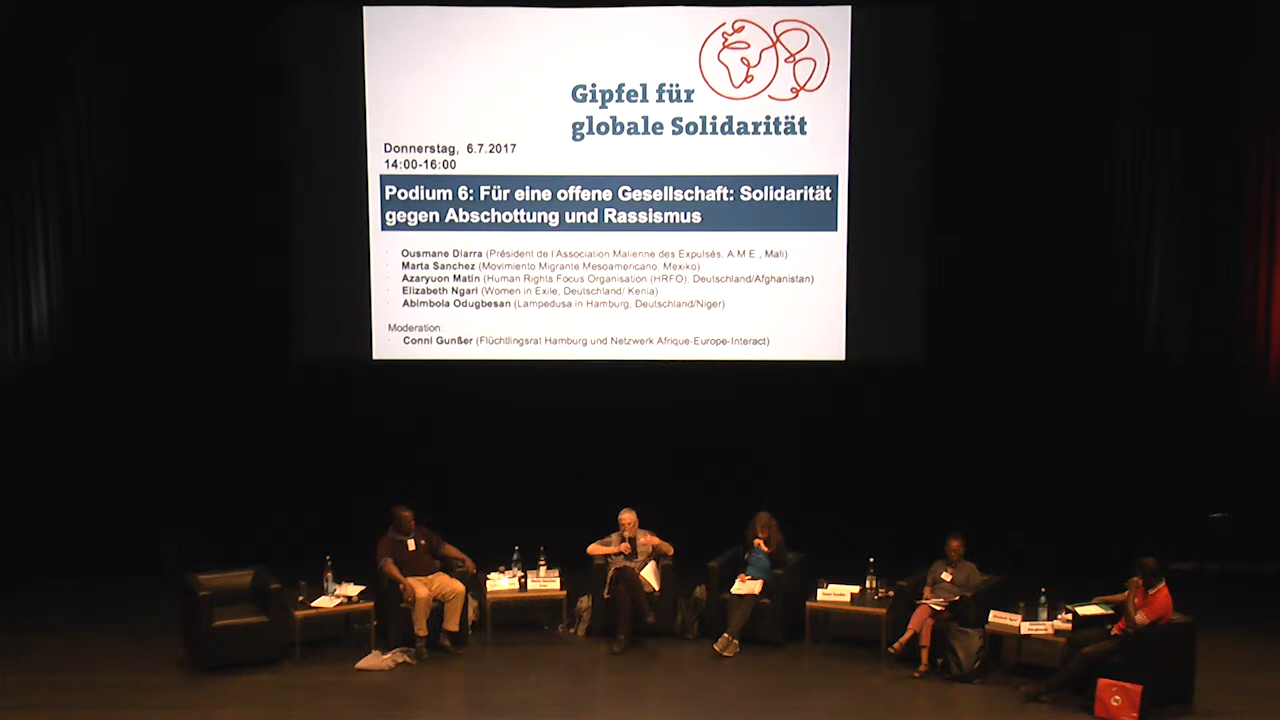 Gipfel für
globale Solidarität
Donnerstag, 6.7.2017
14:00-16:00
Podium 6: Für eine offene Gesellschaft: Solidarität
gegen Abschottung und Rassismus
Ousmane Diarra (Président de l'Association Malienne des Expulsés, A.M.E., Mali)
Marta Sanchez (Movimiento Migrante Mesoamericano, Mexiko)
Azaryuon Matin (Human Rights Focus Organisation (HRFO), Deutschland/Afghanistan)
Elizabeth Ngari (Women in Exile, Deutschland/ Kenia)
Abimbola Odugbesan (Lampedusa in Hamburg, Deutschland/Niger)
Moderation:
Conni Gunßer (Flüchtlingsrat Hamburg und Netzwerk Afrique-Europe-Interact)